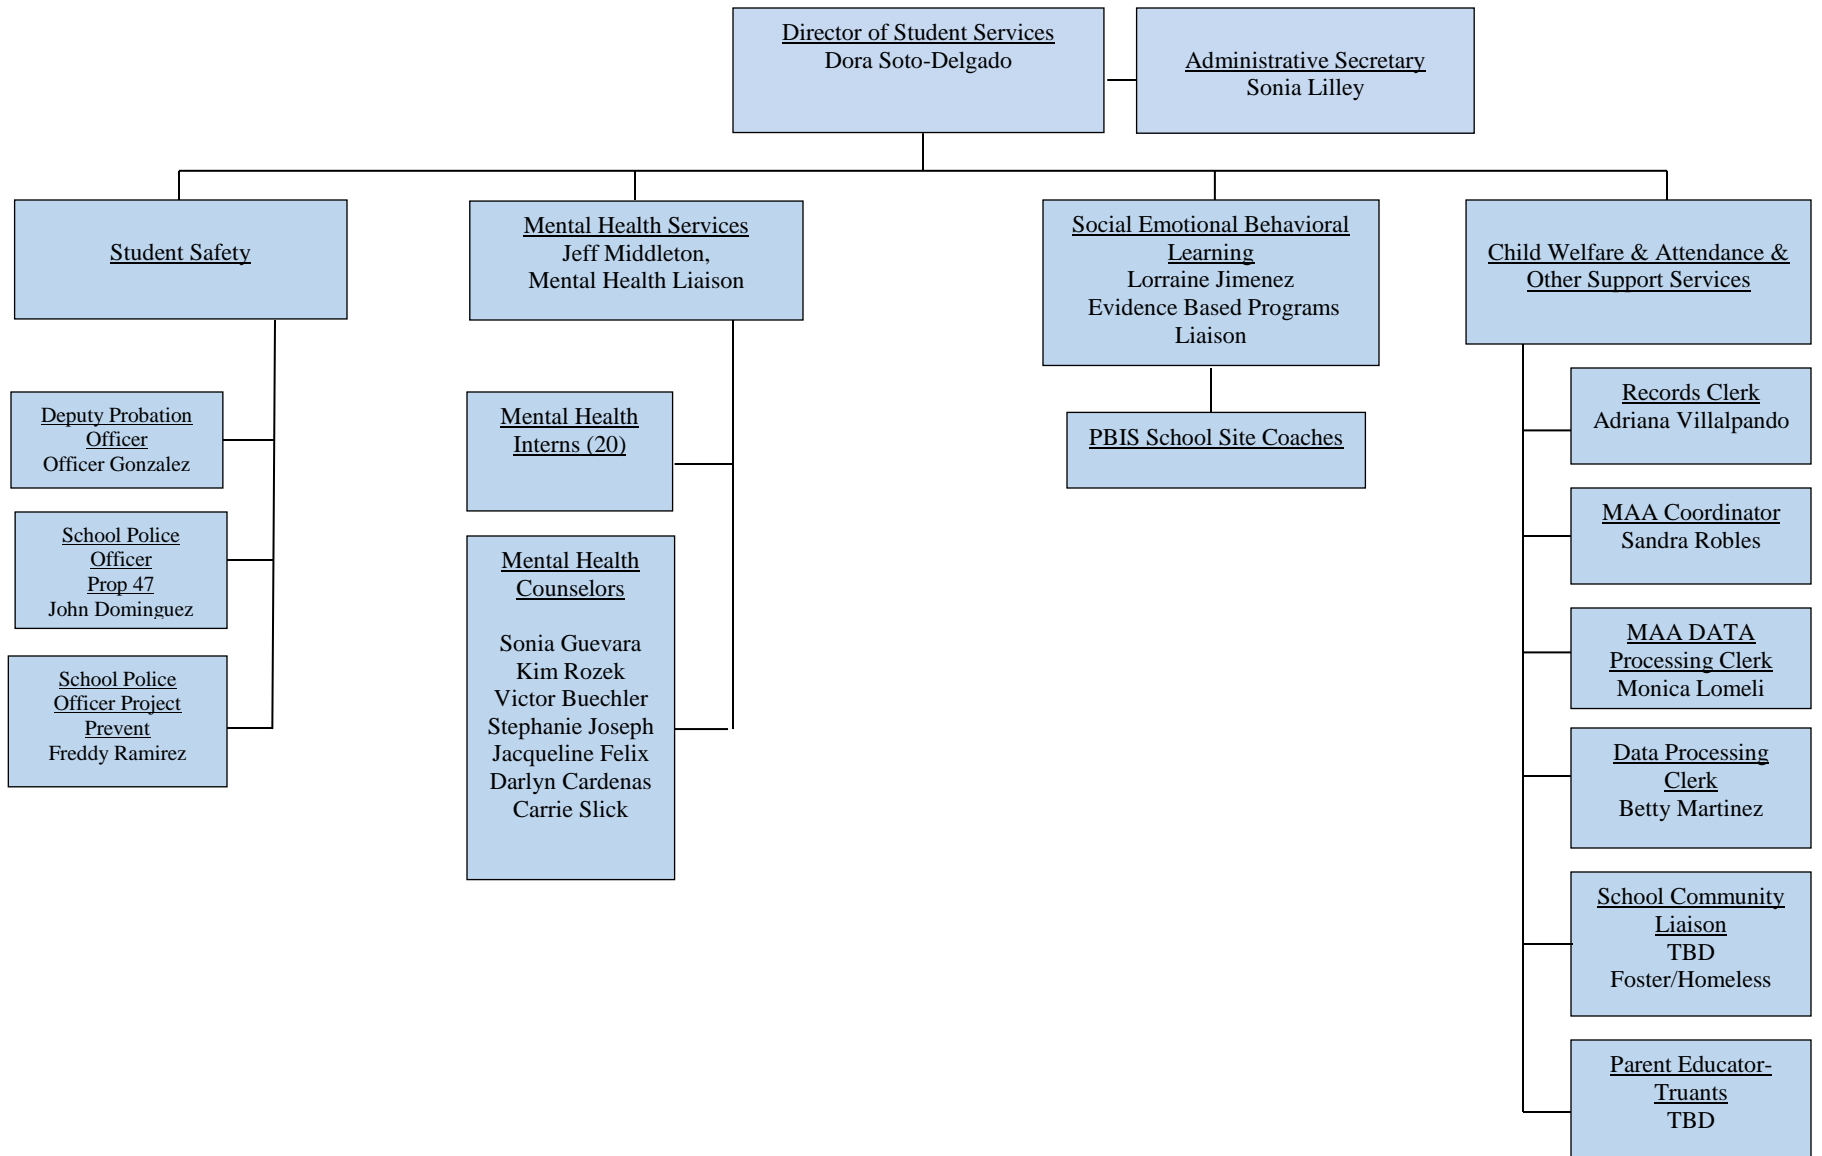 Director of Student Services
Dora Soto-Delgado
Administrative Secretary
Sonia Lilley
Student Safety
Mental Health Services
Jeff Middleton,
Mental Health Liaison
Social Emotional Behavioral
Learning
Lorraine Jimenez
Evidence Based Programs
Liaison
Child Welfare & Attendance &
Other Support Services
Deputy Probation
Officer
Officer Gonzalez
School Police
Officer
Prop 47
John Dominguez
School Police
Officer Project
Prevent
Freddy Ramirez
Mental Health
Interns (20)
Mental Health
Counselors
Sonia Guevara
Kim Rozek
Victor Buechler
Stephanie Joseph
Jacqueline Felix
Darlyn Cardenas
Carrie Slick
PBIS School Site Coaches
Records Clerk
Adriana Villalpando
MAA Coordinator
Sandra Robles
MAA DATA
Processing Clerk
Monica Lomeli
Data Processing
Clerk
Betty Martinez
School Community
Liaison
TBD
Foster/Homeless
Parent Educator-
Truants
TBD